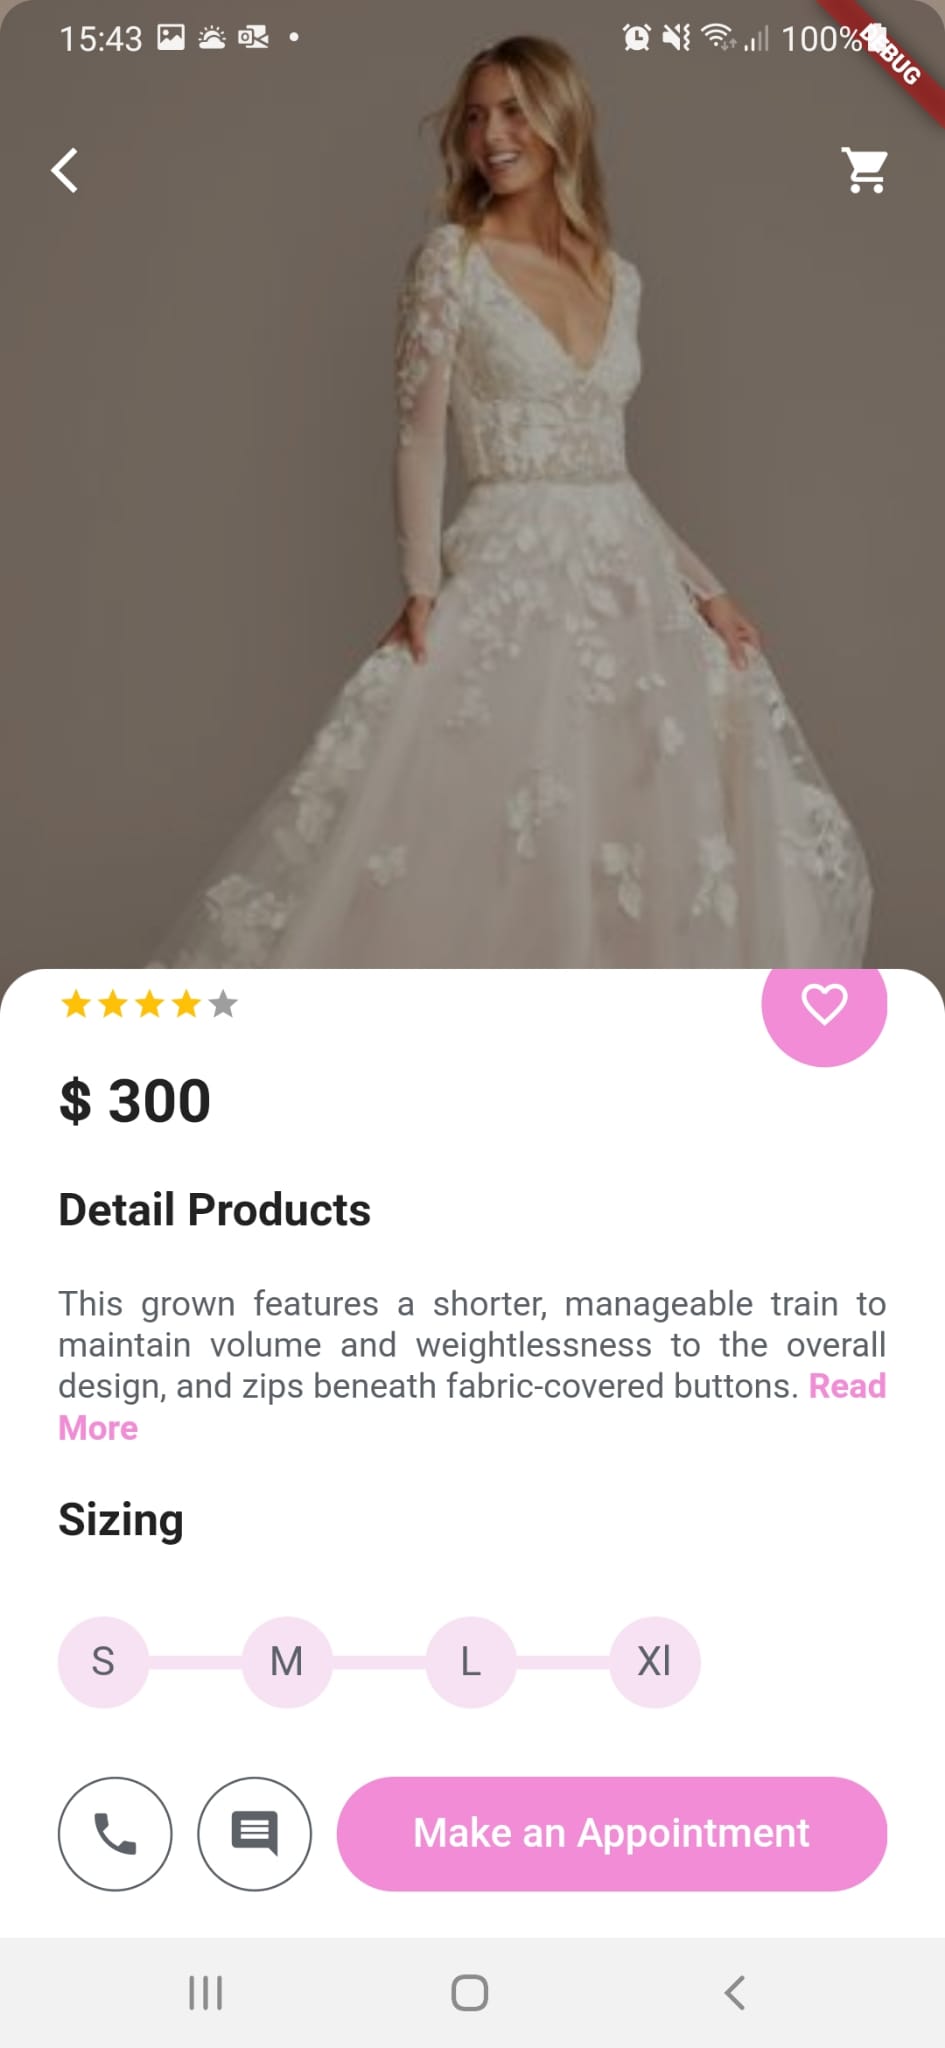 15:43
100%
DEBUG
$ 300
Detail Products
This grown features a shorter, manageable train to
maintain volume and weightlessness to the overall
design, and zips beneath fabric-covered buttons. Read
More
Sizing
S M L Xl
Make an Appointment